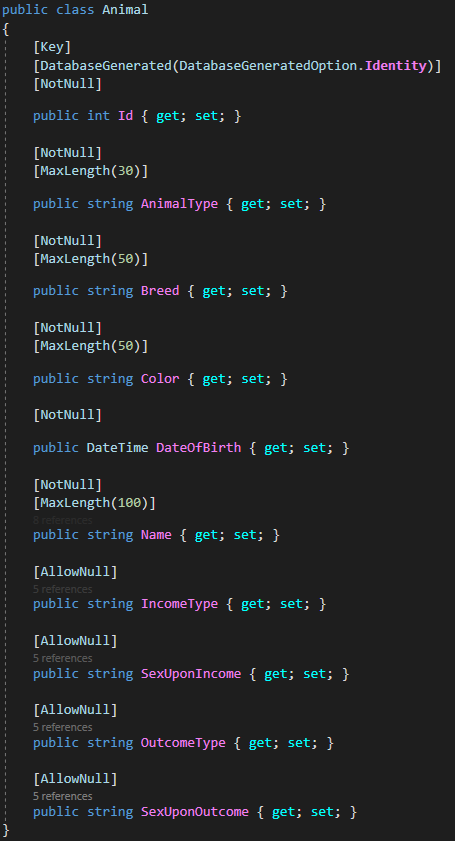 public class Animal
{
[Key]
[DatabaseGenerated(DatabaseGeneratedOption.Identity)]
[NotNull]
public int Id { get; set; }
[NotNull]
[MaxLength(30)]
public string AnimalType { get; set; }
[NotNull]
[MaxLength(50)]
public string Breed { get; set; }
[NotNull]
[MaxLength(50)]
public string Color { get; set; }
[NotNull]
public DateTime DateOfBirth { get; set; }
[NotNull]
[MaxLength(100)]
8 references
public string Name { get; set; }
[AllowNull]
5 references
public string IncomeType { get; set; }
[AllowNull]
5 references
public string SexUponIncome { get; set; }
[AllowNull]
5 references
public string OutcomeType { get; set; }
[AllowNull]
5 references
public string SexUponOutcome { get; set; }
}